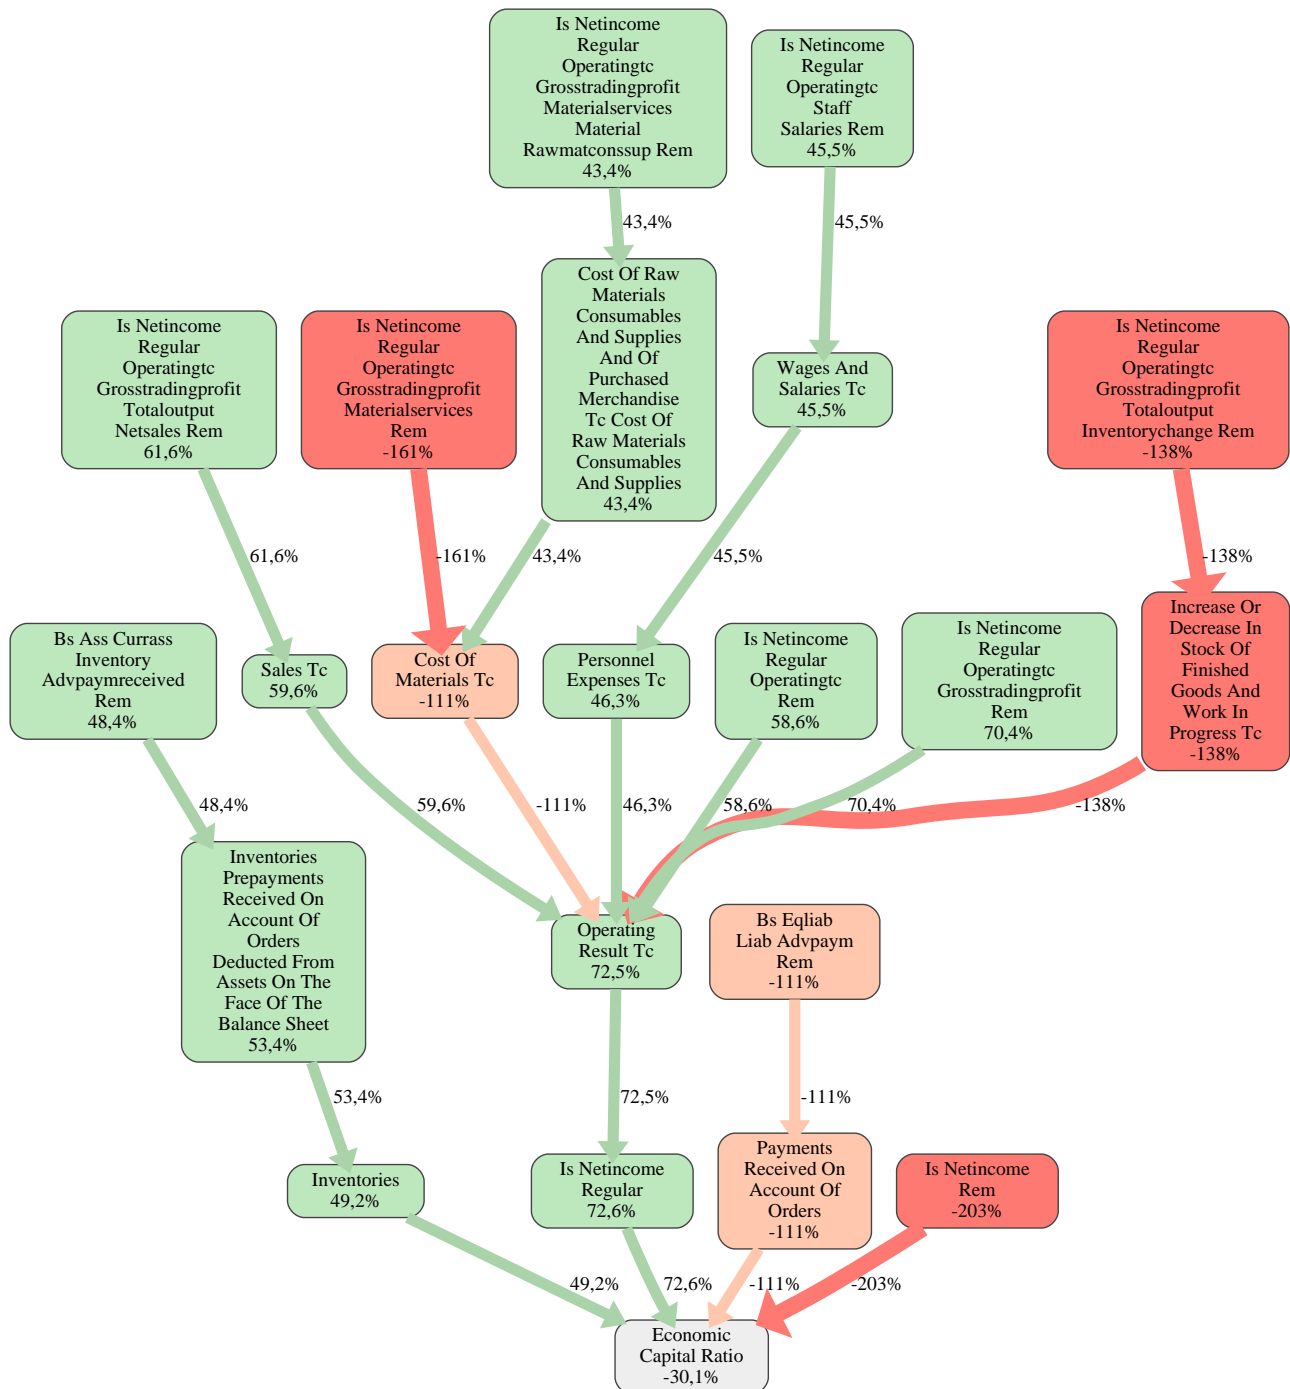 Is Netincome
Regular
Operatingtc
Grosstradingprofit
Materialservices
Material
Rawmatconssup Rem
43,4%
Is Netincome
Regular
Operatingtc
Staff
Salaries Rem
45,5%
43,4%
45,5%
Cost Of Raw
Materials
Consumables
And Supplies
And Of
Purchased
Merchandise
Tc Cost Of
Raw Materials
Consumables
And Supplies
43,4%
Is Netincome
Regular
Operatingtc
Grosstradingprofit
Totaloutput
Netsales Rem
61,6%
Is Netincome
Regular
Operatingtc
Grosstradingprofit
Materialservices
Rem
-161%
Wages And
Salaries Tc
45,5%
Is Netincome
Regular
Operatingtc
Grosstradingprofit
Totaloutput
Inventorychange Rem
-138%
61,6%
-161%
43,4%
45,5%
-138%
Bs Ass Currass
Inventory
Advpaymreceived
Rem
48,4%
Sales Tc
59,6%
Cost Of
Materials Tc
-111%
Personnel
Expenses Tc
46,3%
Is Netincome
Regular
Operatingtc
Rem
58,6%
Is Netincome
Regular
Operatingtc
Grosstradingprofit
Rem
70,4%
Increase Or
Decrease In
Stock Of
Finished
Goods And
Work In
Progress Tc
-138%
48,4%
59,6%
-111%
46,3%
58,6%
70,4%
-138%
Inventories
Prepayments
Received On
Account Of
Orders
Deducted From
Assets On The
Face Of The
Balance Sheet
53,4%
Operating
Result Tc
72,5%
Bs Eqliab
Liab Advpaym
Rem
-111%
53,4%
72,5%
-111%
Inventories
49,2%
Is Netincome
Regular
72,6%
Payments
Received On
Account Of
Orders
-111%
Is Netincome
Rem
-203%
49,2%
72,6%
-111%
-203%
Economic
Capital Ratio
-30,1%